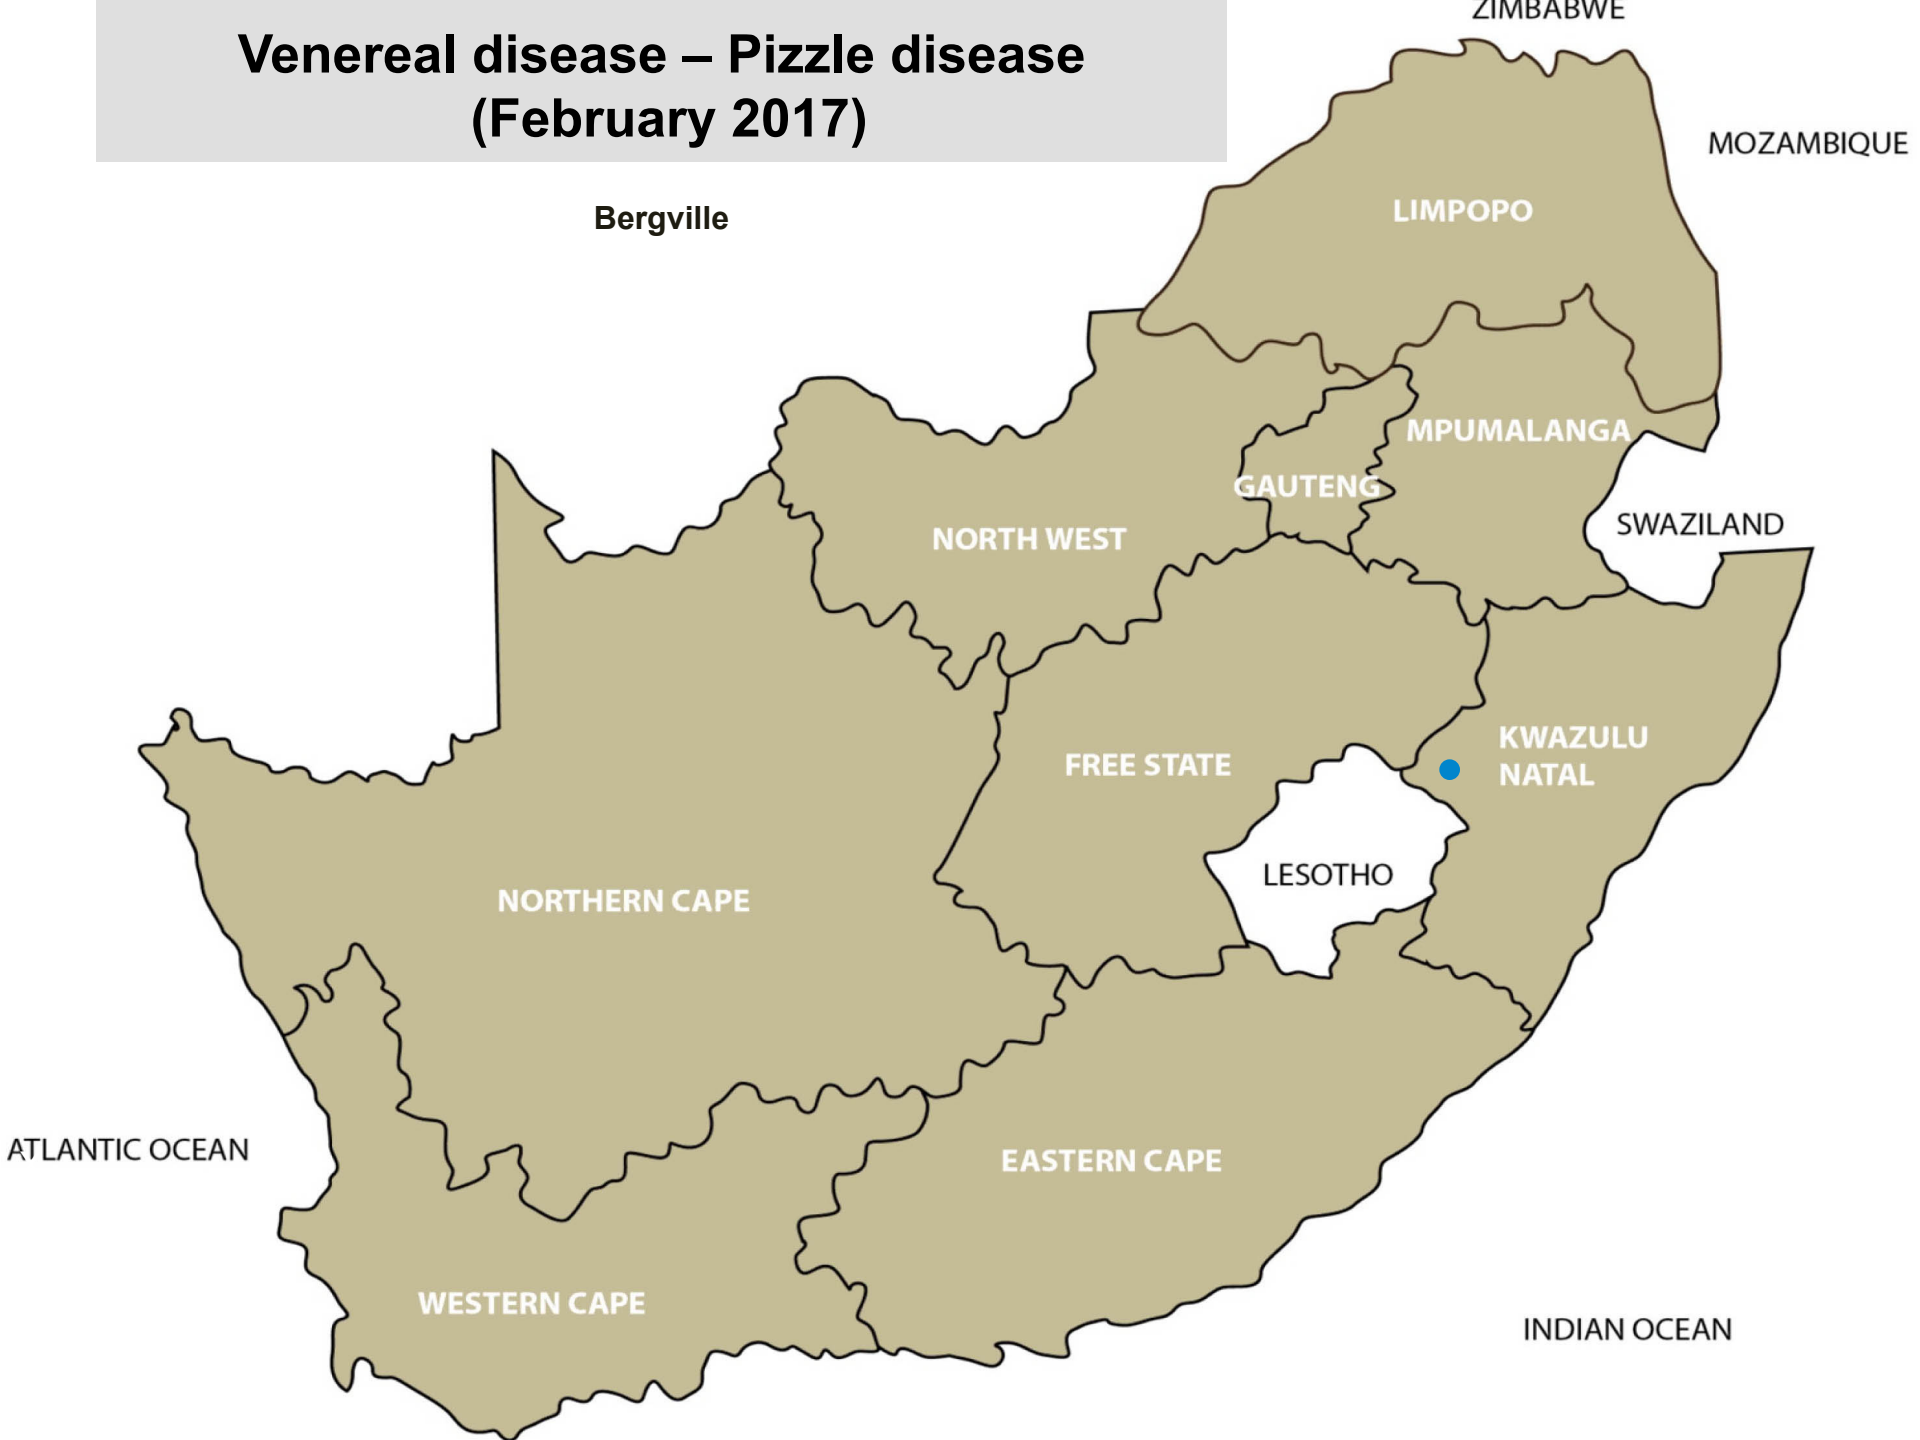 Venereal disease – Pizzle disease
(February 2017)
Bergville
ZIMBABWE
MOZAMBIQUE
LIMPOPO
MPUMALANGA
GAUTENG
SWAZILAND
NORTH WEST
KWAZULU
NATAL
FREE STATE
LESOTHO
NORTHERN CAPE
ATLANTIC OCEAN
EASTERN CAPE
WESTERN CAPE
INDIAN OCEAN